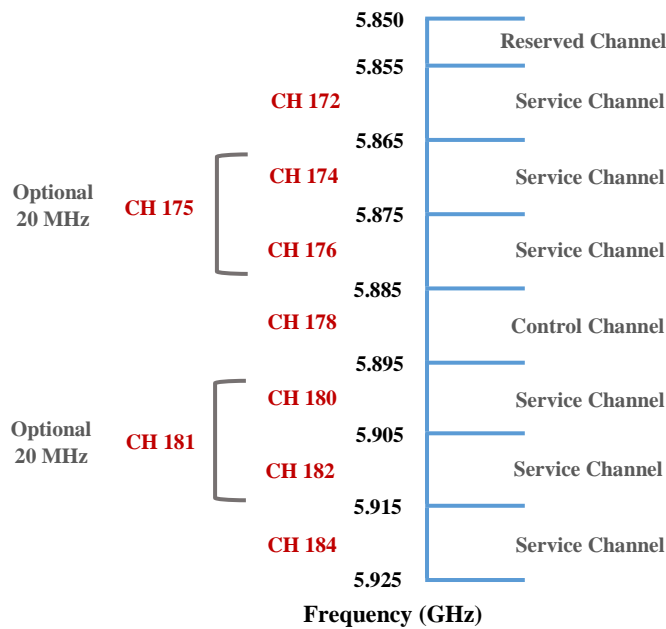 5.850
Reserved Channel
5.855
CH 172
Service Channel
5.865
CH 174
Service Channel
Optional
20 MHz
CH 175
5.875
CH 176
Service Channel
5.885
CH 178
Control Channel
5.895
CH 180
Service Channel
Optional
20 MHz
CH 181
5.905
CH 182
Service Channel
5.915
CH 184
Service Channel
5.925
Frequency (GHz)